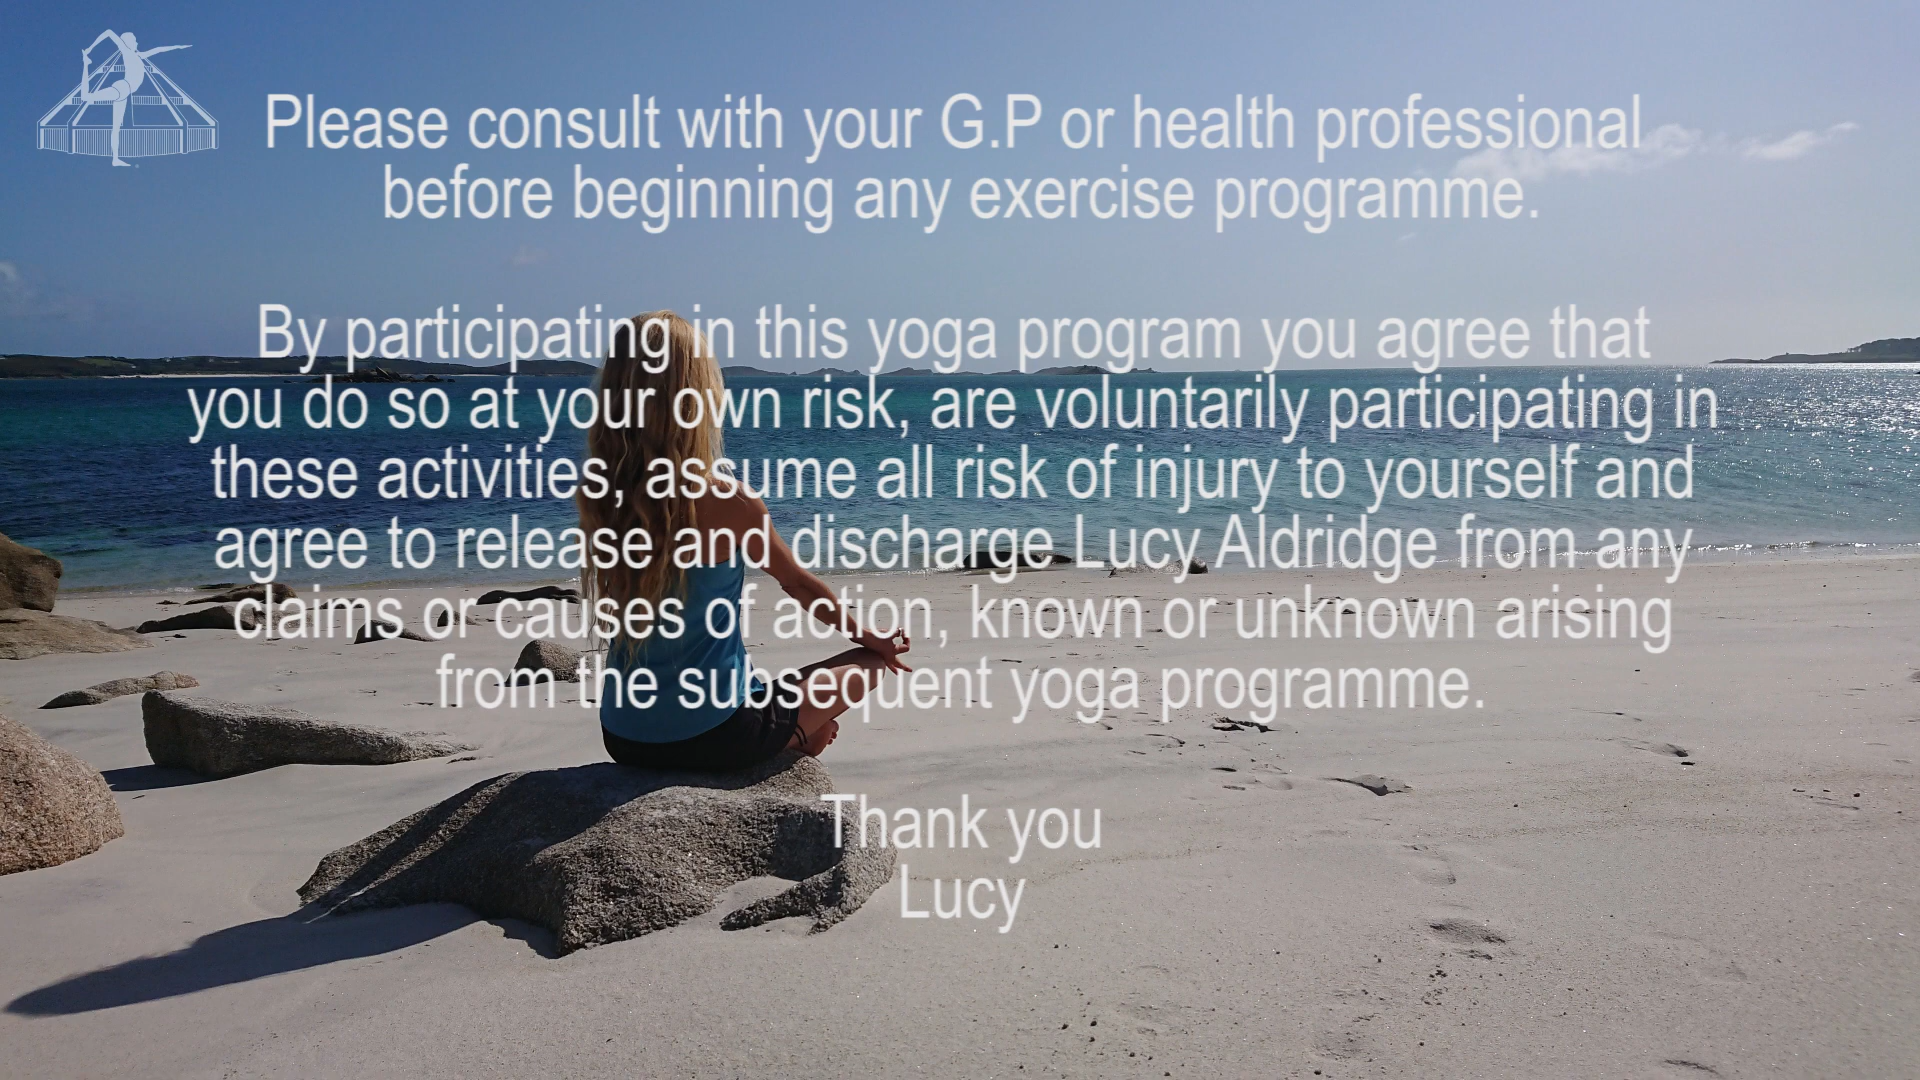 Please consult with your G.P or health professional
before beginning any exercise programme.
By participating in this yoga program you agree that
you do so at your own risk, are voluntarily participating in
these activities, assume all risk of injury to yourself and
agree to release and discharge Lucy Aldridge from any
claims or causes of action, known or unknown arising
from the subsequent yoga programme.
Thank you
Lucy